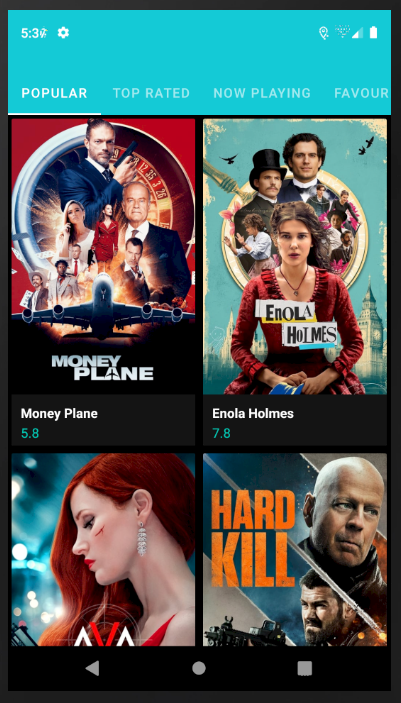 5:30
POPULAR TOP RATED NOW PLAYING FAVOUR
MONEY
PLANE
ENOLA
HOLMES
Money Plane
5.8
Enola Holmes
7.8
AVA
HARD
KILL